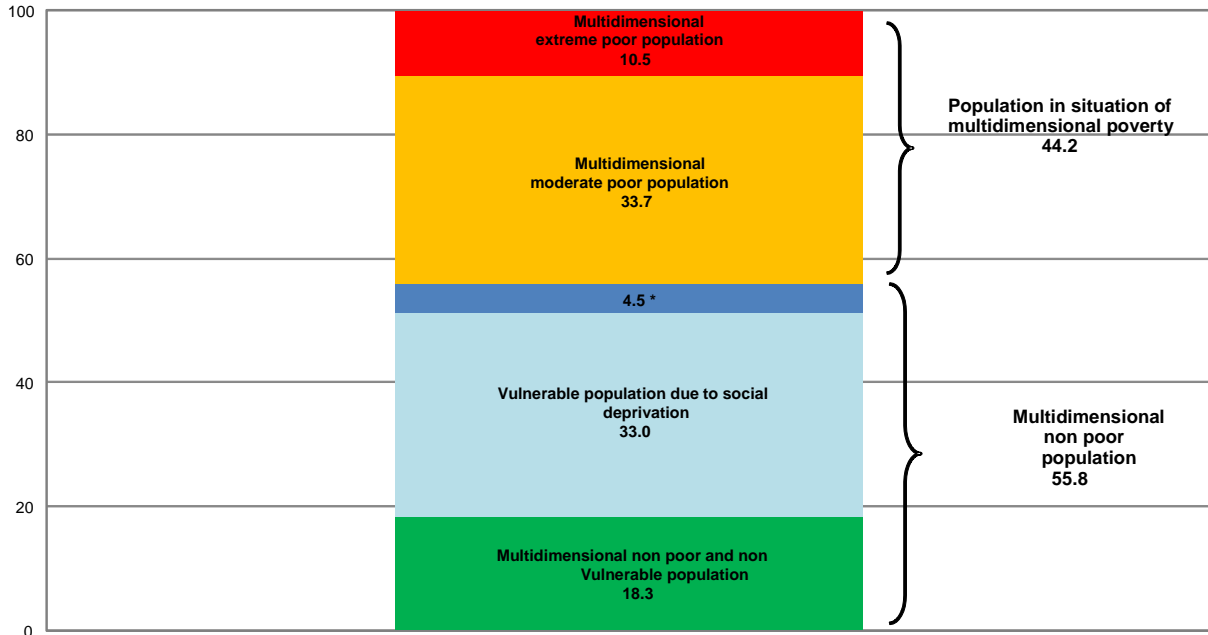 100
80
60
40
20
0
Multidimensional
extreme poor population
10.5
Multidimensional
moderate poor population
33.7
4.5 *
Vulnerable population due to social
deprivation
33.0
Multidimensional non poor and non
Vulnerable population
18.3
Population in situation of
multidimensional poverty
44.2
Multidimensional
non poor
population
55.8